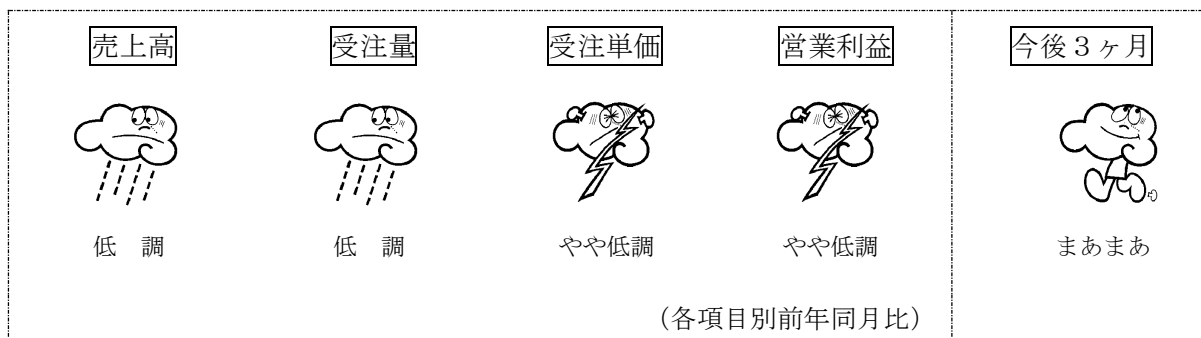 売上高 受注量 受注単価 営業利益 今後３ヶ月
低　調 低　調 やや低調 やや低調 まあまあ
（各項目別前年同月比）